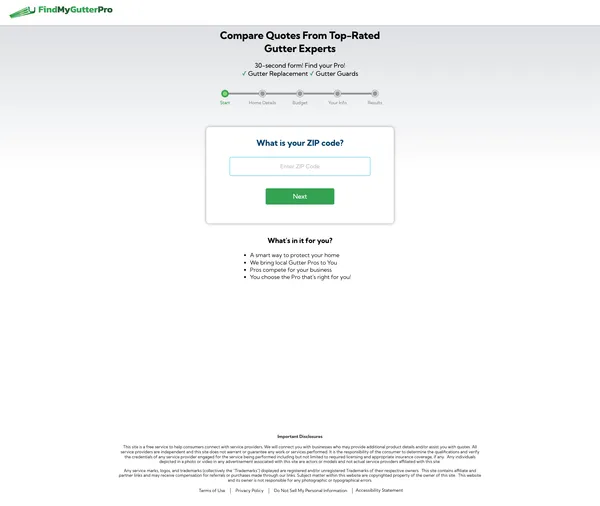 FindMyGutterPro
Compare Quotes From Top-Rated
Gutter Experts
30-second form! Find your Pro!
✓ Gutter Replacement ✓ Gutter Guards
Start
Home Details
Budget
Your Info
Results
What is your ZIP code?
Enter ZIP Code
Next
What's in it for you?
• A smart way to protect your home
• We bring local Gutter Pros to You
• Pros compete for your business
• You choose the Pro that's right for you!
Important Disclosures
This site is a free service to help consumers connect with service providers. We will connect you with businesses who may provide additional product details and/or assist you with quotes. All
service providers are independent and this site does not warrant or guarantee any work or services performed. It is the responsibility of the consumer to determine the qualifications and verify
the credentials of any service provider engaged for the service being performed including but not limited to required licensing and appropriate insurance coverage, if any. Any individuals
depicted in a photo or video in any advertisement associated with this site are actors or models and not actual service providers affiliated with this site.
Any service marks, logos, and trademarks (collectively the "Trademarks") displayed are registered and/or unregistered Trademarks of their respective owners. This site contains affiliate and
partner links and may receive compensation for referrals or purchases made through our links. Subject matter within this website are copyrighted property of the owner of this site. This website
and its owner is not responsible for any photographic or typographical errors.
Terms of Use | Privacy Policy | Do Not Sell My Personal Information | Accessibility Statement